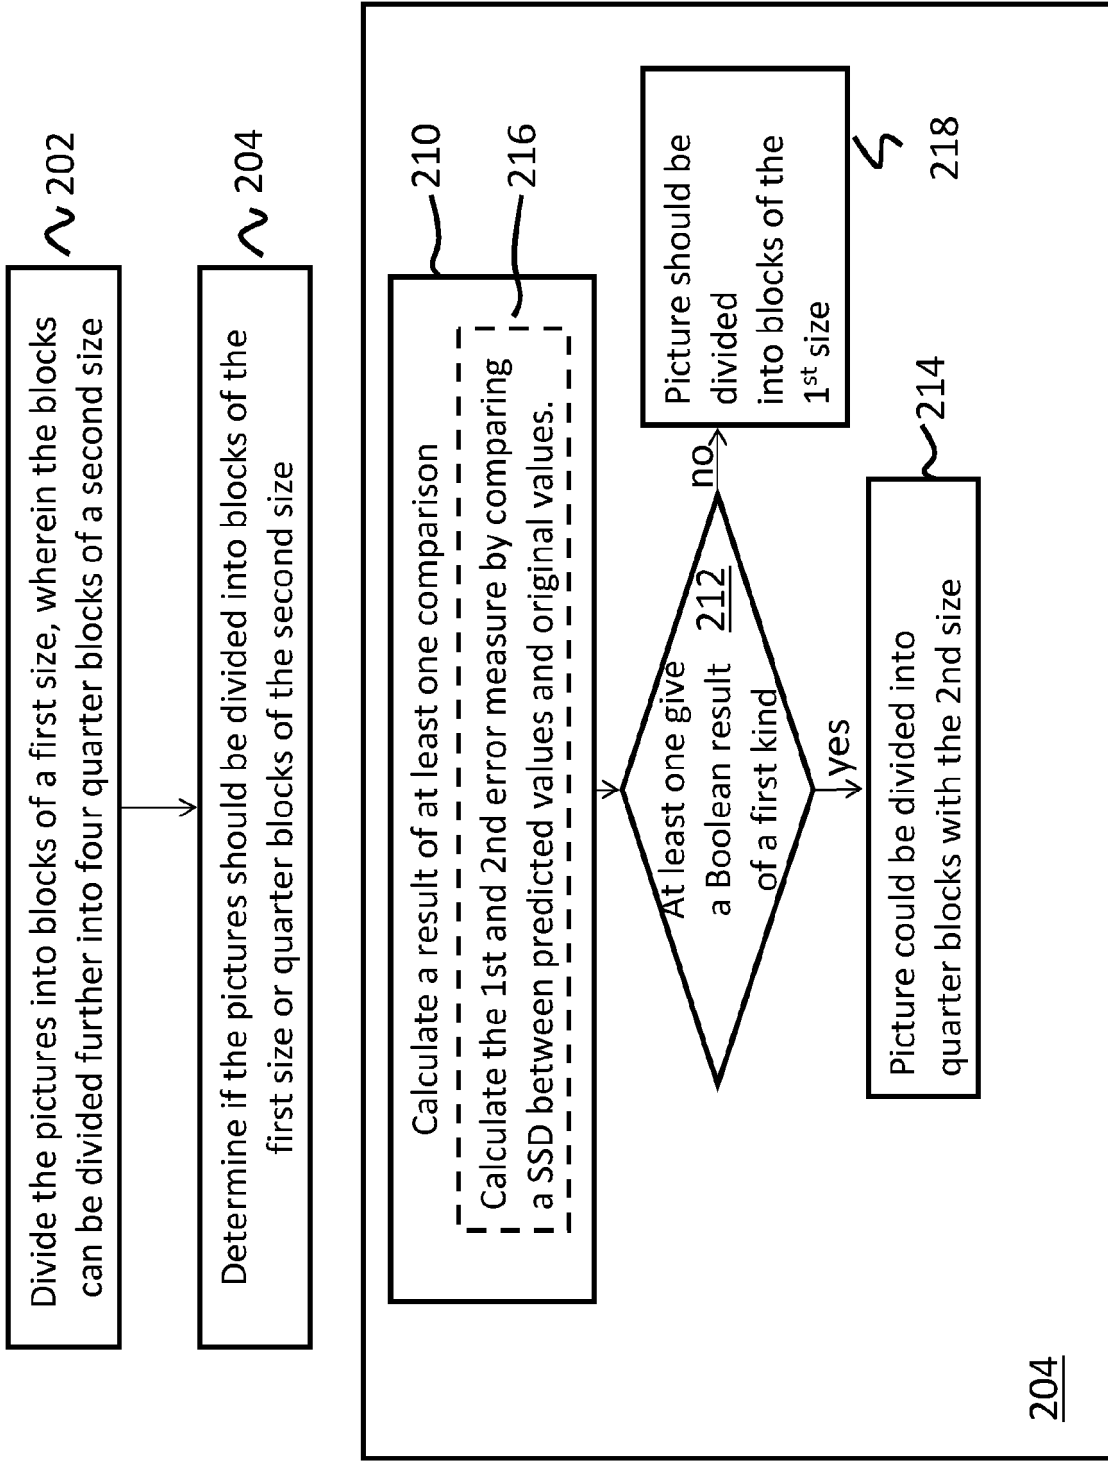 Divide the pictures into blocks of a first size, wherein the blocks
can be divided further into four quarter blocks of a second size
202
Determine if the pictures should be divided into blocks of the
first size or quarter blocks of the second size
204
210
Calculate a result of at least one comparison
216
Calculate the 1st and 2nd error measure by comparing
a SSD between predicted values and original values.
At least one give
212
a Boolean result
of a first kind
no
Picture should be
divided
into blocks of the
1st size
218
yes
Picture could be divided into
quarter blocks with the 2nd size
214
204